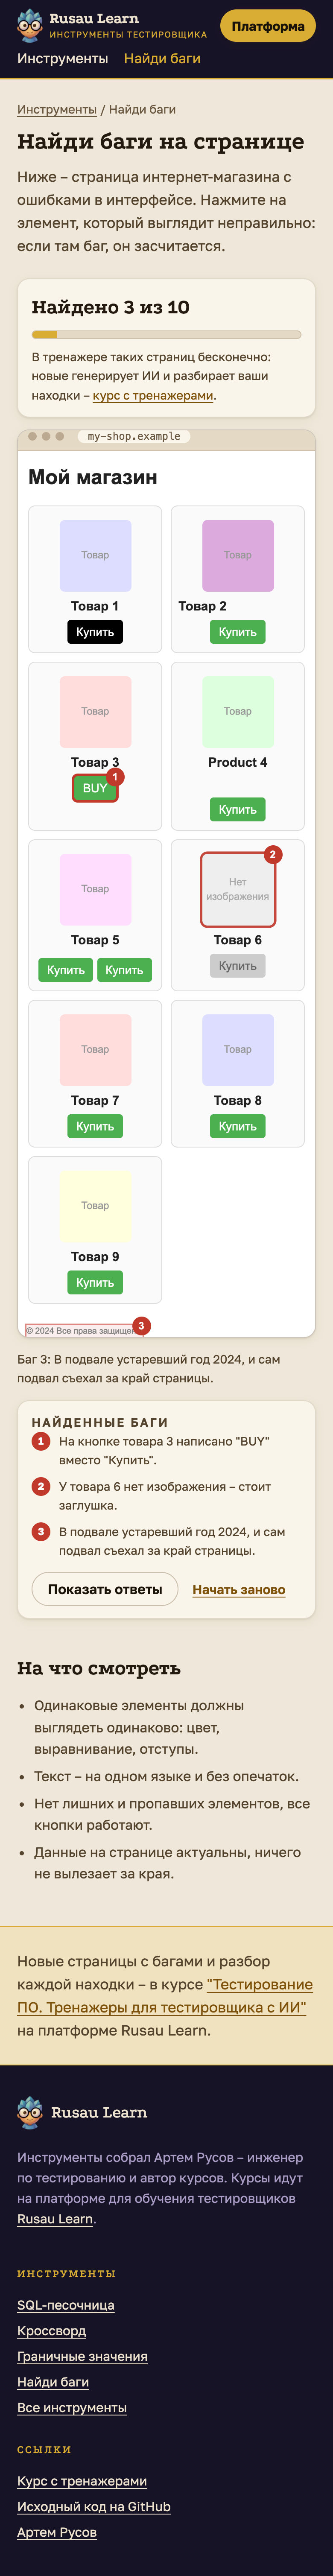 Rusau Learn
ИНСТРУМЕНТЫ ТЕСТИРОВЩИКА
Платформа
Инструменты Найди баги
Инструменты / Найди баги
Найди баги на странице
Ниже – страница интернет-магазина с
ошибками в интерфейсе. Нажмите на
элемент, который выглядит неправильно:
если там баг, он засчитается.
Найдено 3 из 10
В тренажере таких страниц бесконечно:
новые генерирует ИИ и разбирает ваши
находки – курс с тренажерами.
my-shop.example
Мой магазин
Товар
Товар 1
Купить
Товар
Товар 2
Купить
Товар
Товар 3
BUY
1
Товар
Product 4
Купить
Товар
Товар 5
Купить Купить
2
Нет
изображения
Товар 6
Купить
Товар
Товар 7
Купить
Товар
Товар 8
Купить
Товар
Товар 9
Купить
© 2024 Все права защище
3
Баг 3: В подвале устаревший год 2024, и сам
подвал съехал за край страницы.
НАЙДЕННЫЕ БАГИ
1 На кнопке товара 3 написано "BUY"
вместо "Купить".
2 У товара 6 нет изображения – стоит
заглушка.
3 В подвале устаревший год 2024, и сам
подвал съехал за край страницы.
Показать ответы Начать заново
На что смотреть
• Одинаковые элементы должны
выглядеть одинаково: цвет,
выравнивание, отступы.
• Текст – на одном языке и без опечаток.
• Нет лишних и пропавших элементов, все
кнопки работают.
• Данные на странице актуальны, ничего
не вылезает за края.
Новые страницы с багами и разбор
каждой находки – в курсе "Тестирование
ПО. Тренажеры для тестировщика с ИИ"
на платформе Rusau Learn.
Rusau Learn
Инструменты собрал Артем Русов – инженер
по тестированию и автор курсов. Курсы идут
на платформе для обучения тестировщиков
Rusau Learn.
ИНСТРУМЕНТЫ
SQL-песочница
Кроссворд
Граничные значения
Найди баги
Все инструменты
ССЫЛКИ
Курс с тренажерами
Исходный код на GitHub
Артем Русов